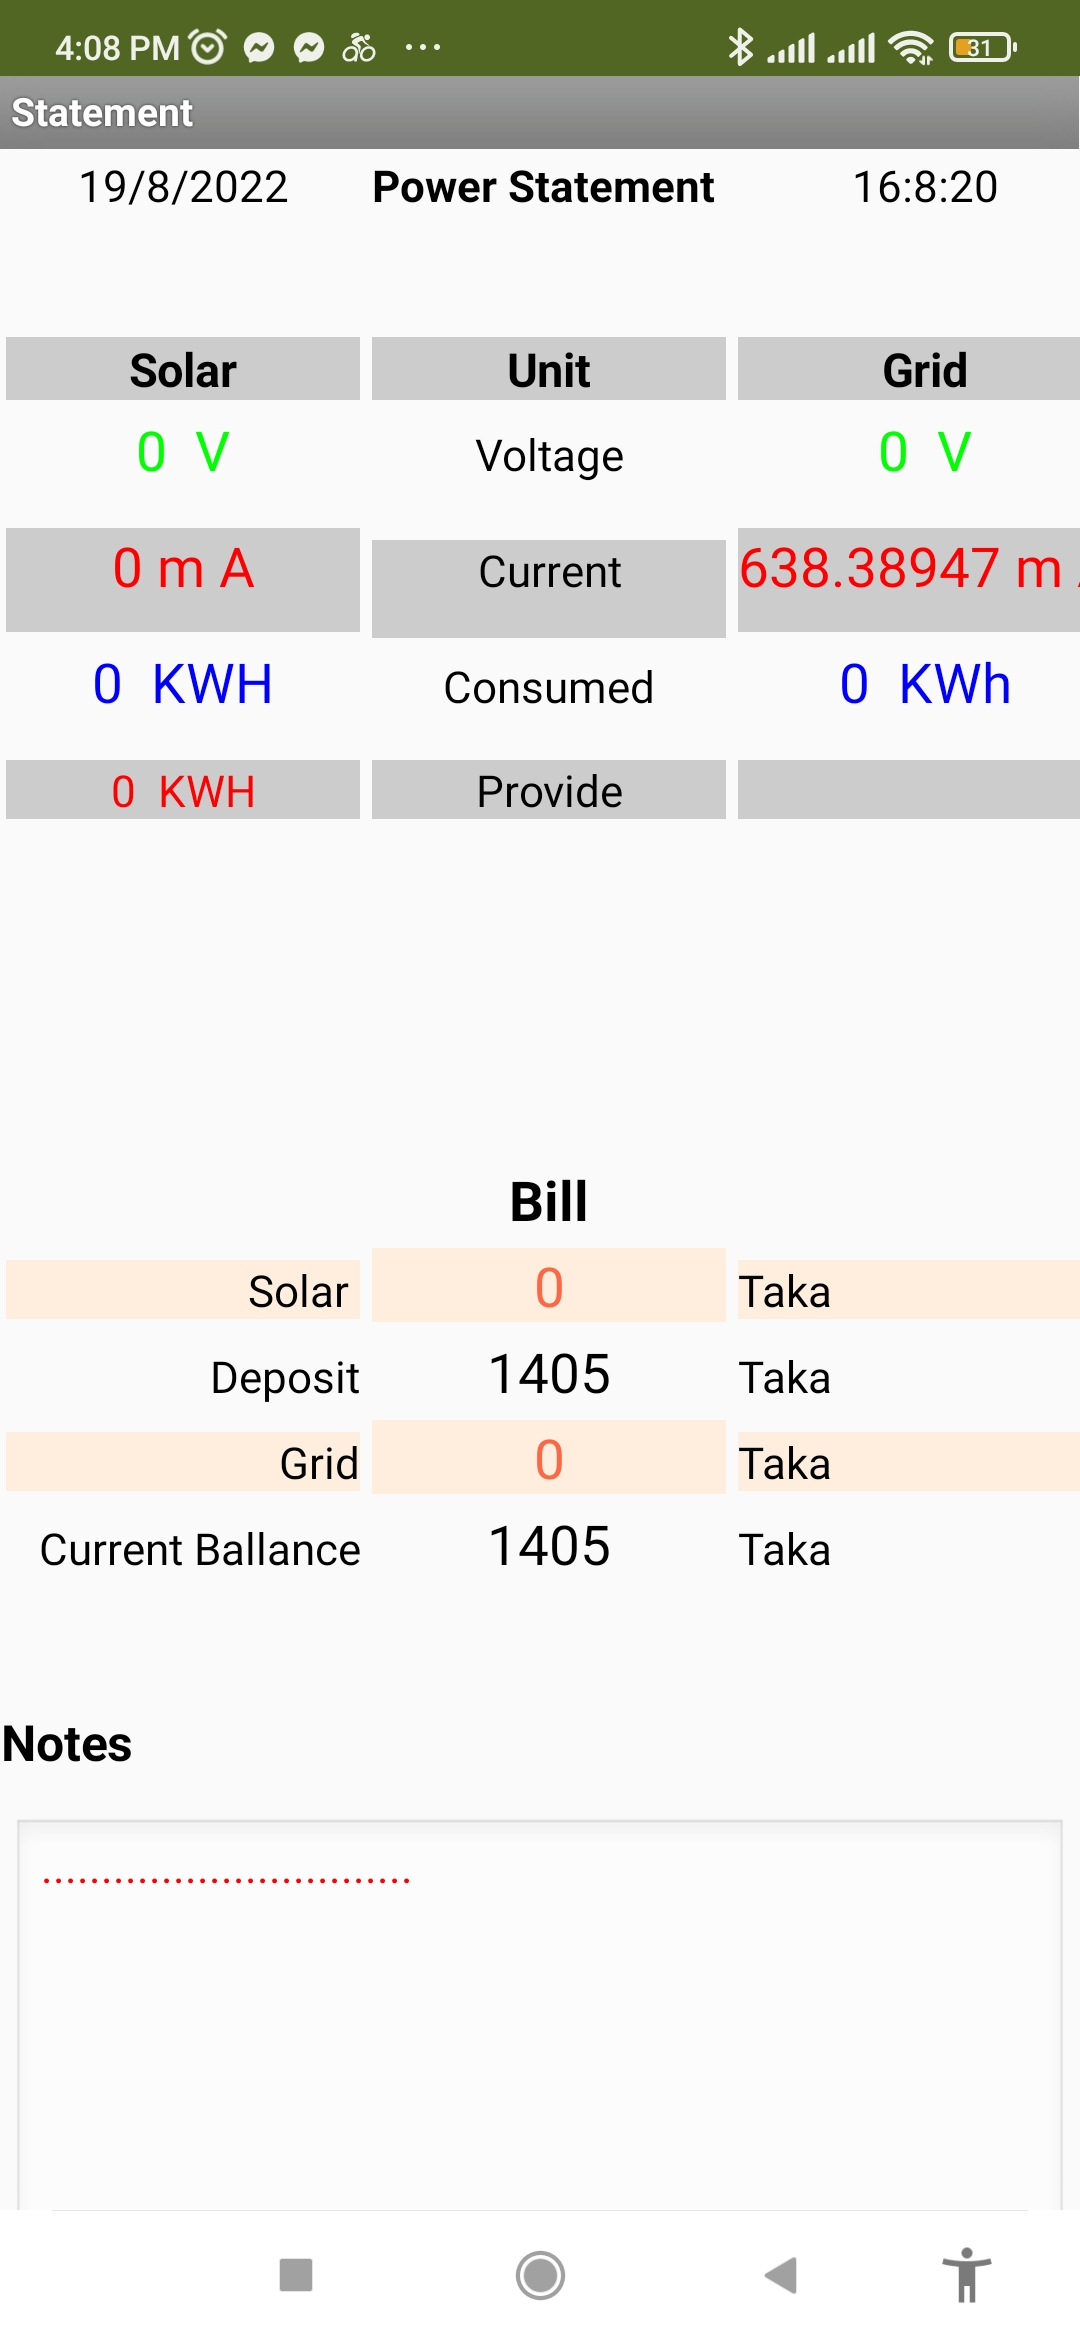 4:08 PM 31
Statement
19/8/2022 Power Statement 16:8:20
Solar Unit Grid
0 V Voltage 0 V
0 m A Current 638.38947 m
0 KWH Consumed 0 KWh
0 KWH Provide
Bill
Solar 0 Taka
Deposit 1405 Taka
Grid 0 Taka
Current Ballance 1405 Taka
Notes
...............................